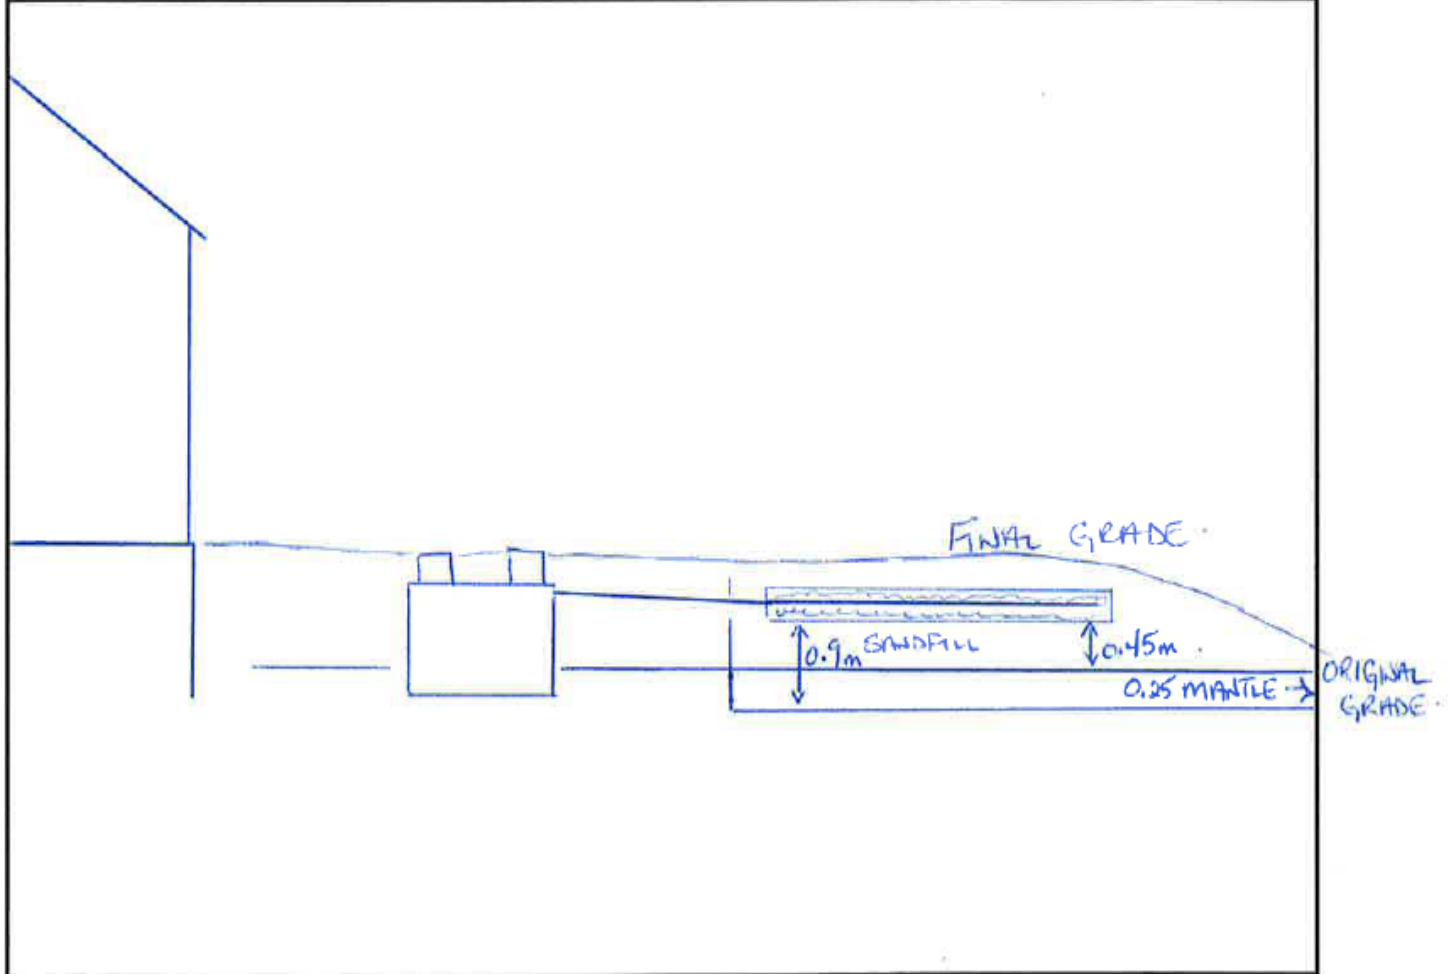 FINAL GRADE.
0.9m SANDFILL
0.45m
ORIGINAL
0.25 MANTLE →
GRADE.